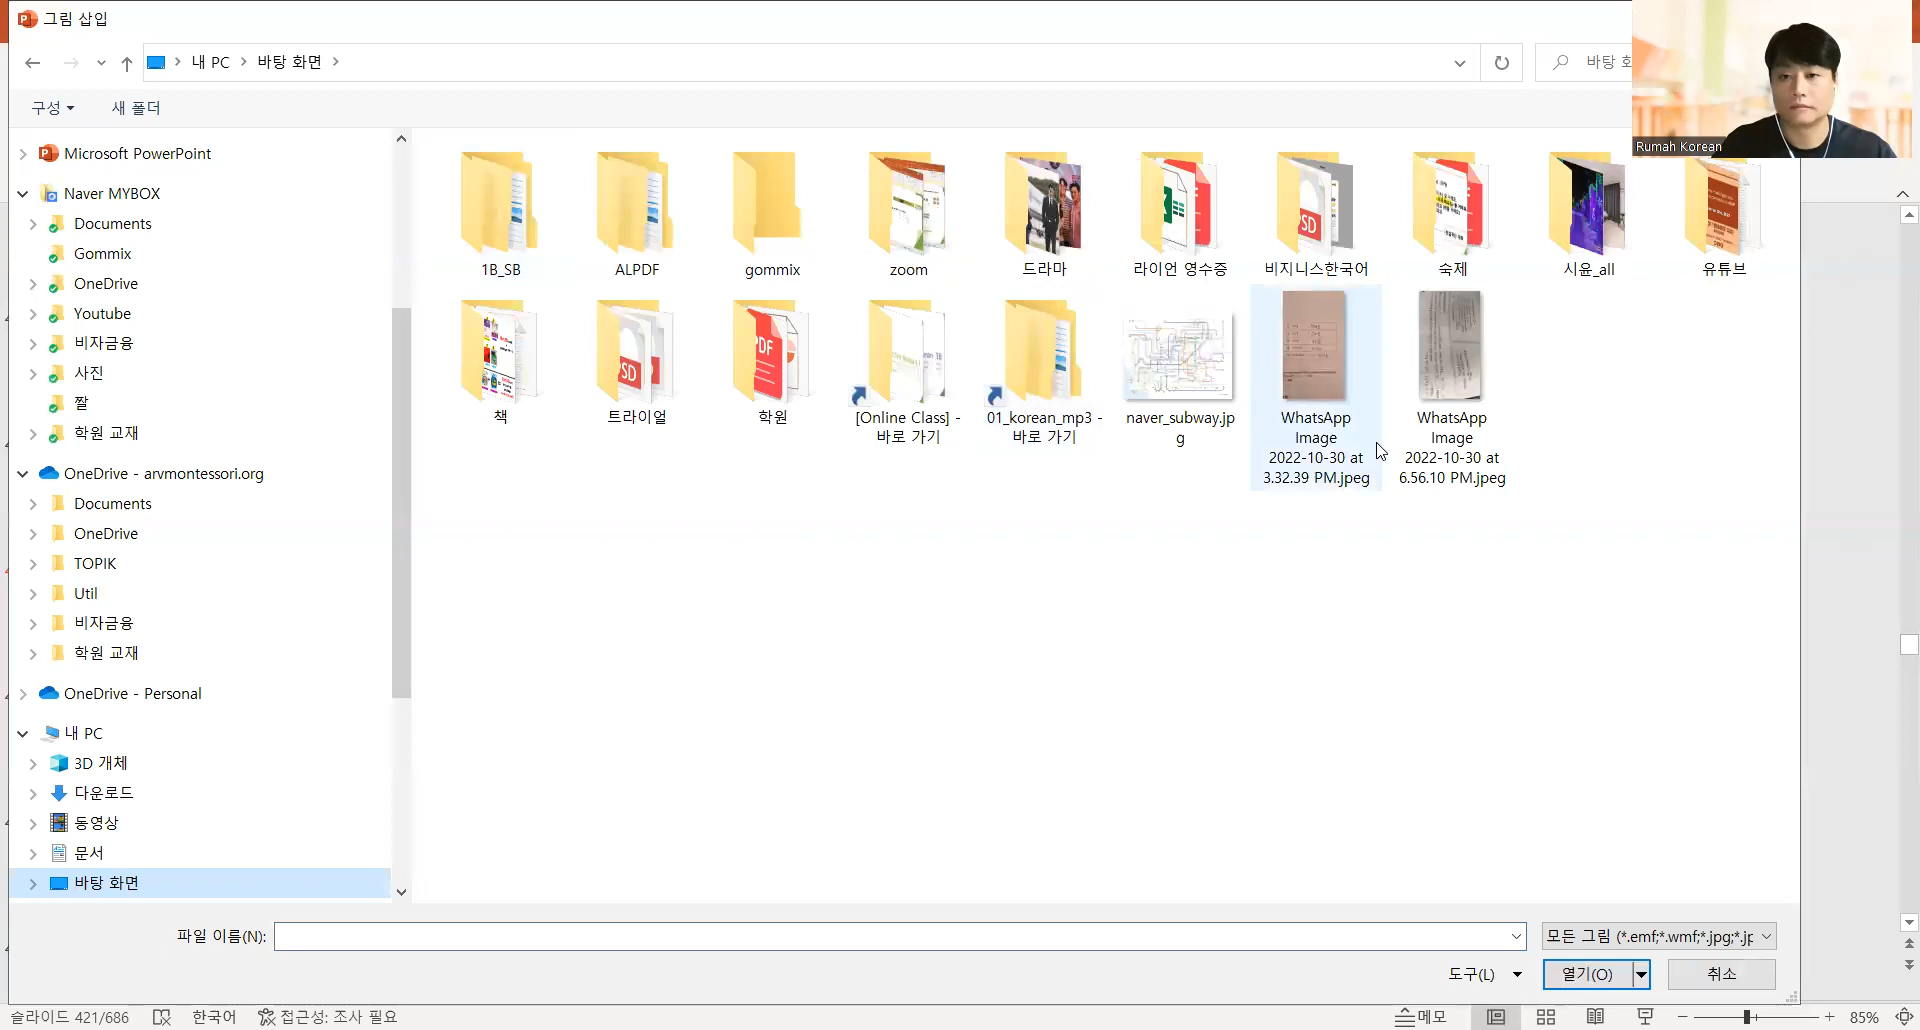 그림 삽입
내 PC
바탕 화면
바탕 화
구성
새 폴더
Rumah Korean
Microsoft PowerPoint
Naver MYBOX
Documents
Gommix
OneDrive
Youtube
비자금융
사진
짤
학원 교재
OneDrive - arvmontessori.org
Documents
OneDrive
TOPIK
Util
비자금융
학원 교재
OneDrive - Personal
내 PC
3D 개체
다운로드
동영상
문서
바탕 화면
1B_SB
ALPDF
gommix
zoom
드라마
라이언 영수증
비지니스한국어
숙제
시윤_all
유튜브
책
트라이얼
학원
[Online Class] -
바로 가기
01_korean_mp3 -
바로 가기
naver_subway.jp
g
WhatsApp
Image
2022-10-30 at
3.32.39 PM.jpeg
WhatsApp
Image
2022-10-30 at
6.56.10 PM.jpeg
파일 이름(N):
모든 그림 (*.emf;*.wmf;*.jpg;*.jp
도구(L)
열기(O)
취소
슬라이드 421/686
한국어
접근성: 조사 필요
메모
85%